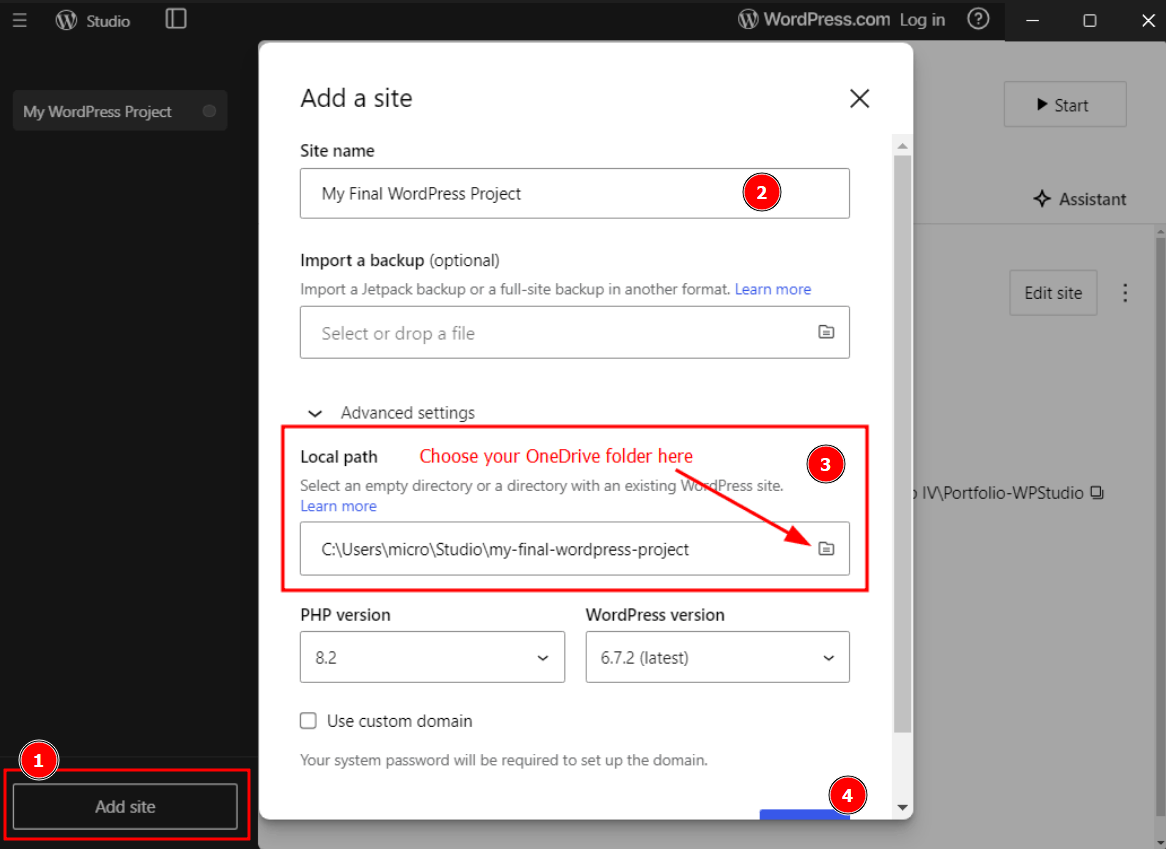 Studio
WordPress.com Log in
My WordPress Project
Add a site
Start
Site name
My Final WordPress Project
2
Assistant
Import a backup (optional)
Import a Jetpack backup or a full-site backup in another format. Learn more
Edit site
Select or drop a file
Advanced settings
Local path
Choose your OneDrive folder here
3
Select an empty directory or a directory with an existing WordPress site.
Learn more
IV\Portfolio-WPStudio
C:\Users\micro\Studio\my-final-wordpress-project
PHP version
WordPress version
8.2
6.7.2 (latest)
Use custom domain
Your system password will be required to set up the domain.
1
Add site
4